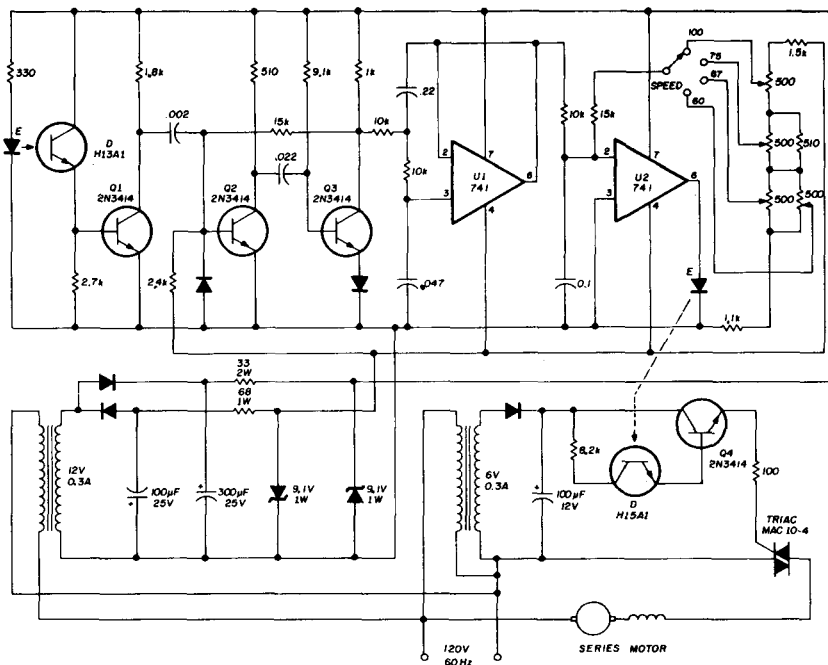 330
1.8k
510
9.1k
1k
100
75
67
60
SPEED
1.5k
500
E
D
H13A1
.002
15k
10k
.22
10k
15k
.022
10k
500
510
Q1
2N3414
Q2
2N3414
Q3
2N3414
2
3
7
6
4
U1
741
2
3
7
6
4
U2
741
500
500
2.7k
2.4k
.047
0.1
E
1.1k
33
2W
68
1W
12V
0.3A
100µF
25V
300µF
25V
9.1V
1W
9.1V
1W
6V
0.3A
100µF
12V
8.2k
D
H15A1
Q4
2N3414
100
TRIAC
MAC 10-4
SERIES MOTOR
120V
60Hz